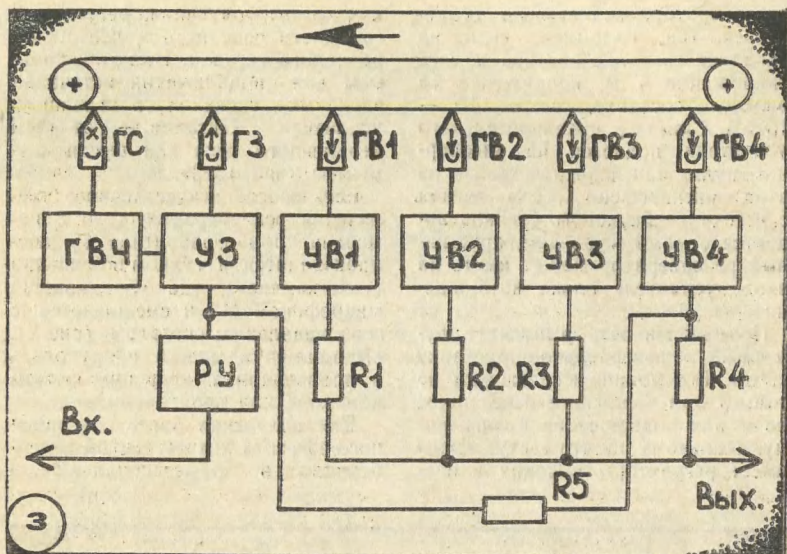 ГС ГЗ ГВ1 ГВ2 ГВ3 ГВ4
ГВЧ УЗ УВ1 УВ2 УВ3 УВ4
РУ R1 R2 R3 R4
Вх. R5 Вых.
3